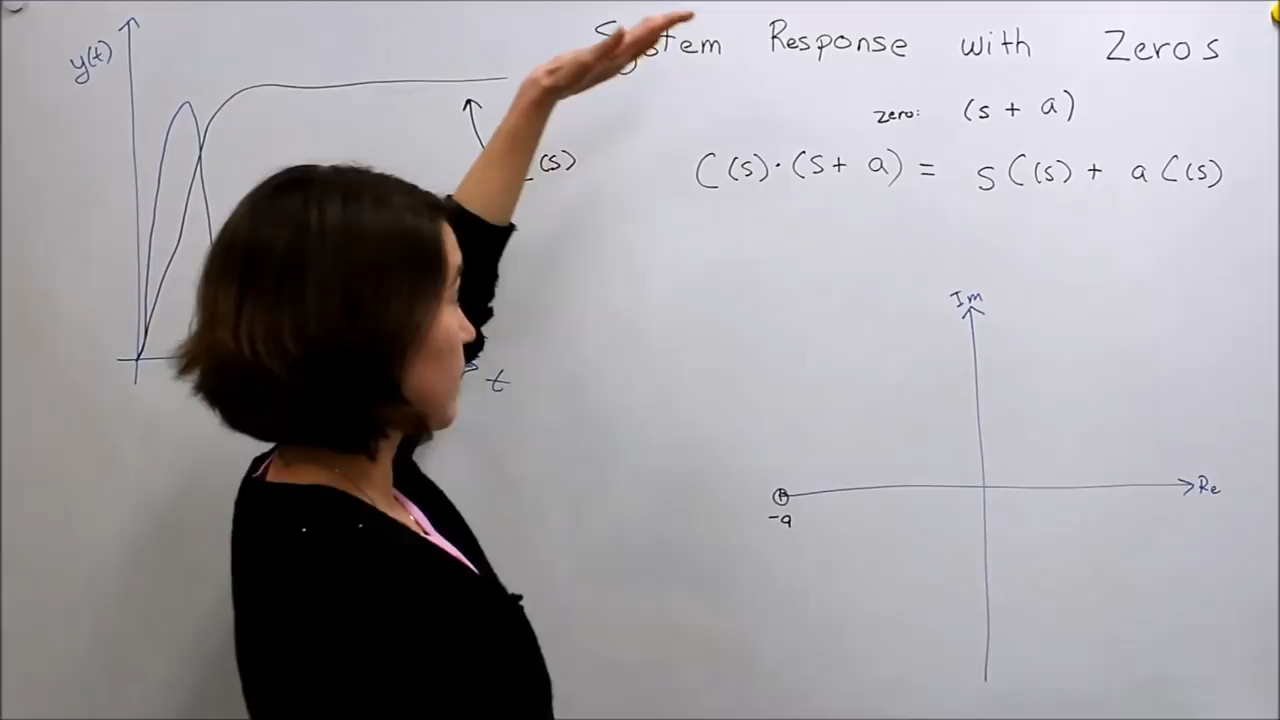 y(t)
System Response with Zeros
zero: (s + a)
C(s)·(s + a) = sC(s) + aC(s)
(s)
t
Im
Re
-a